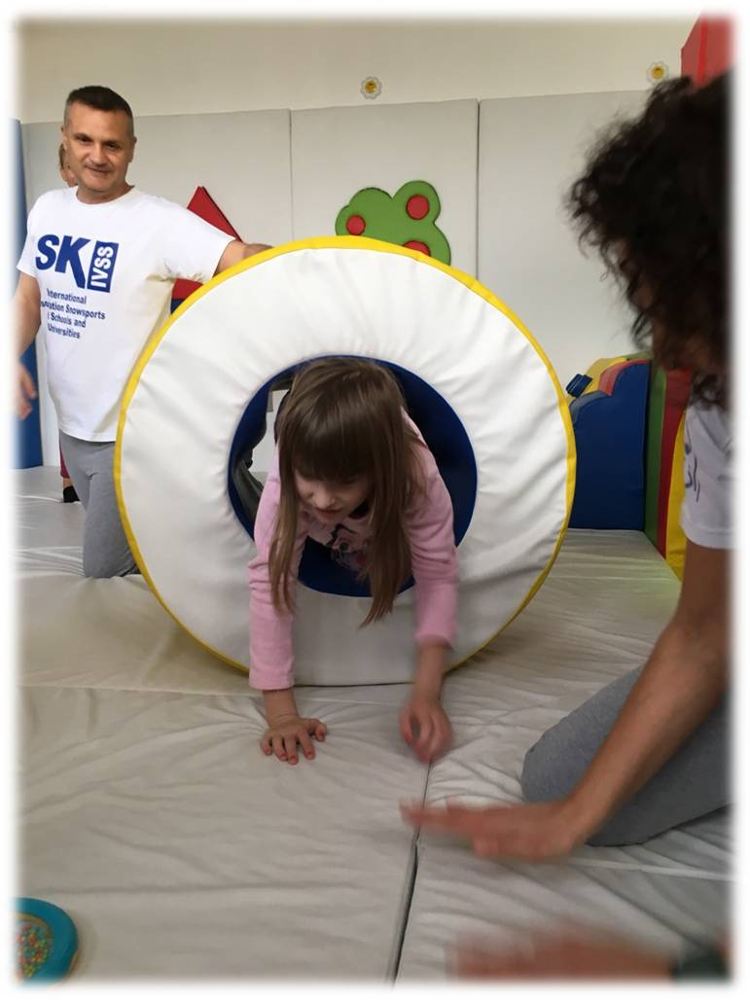 SK IVSS
International
Snowsports
Schools and
Universities